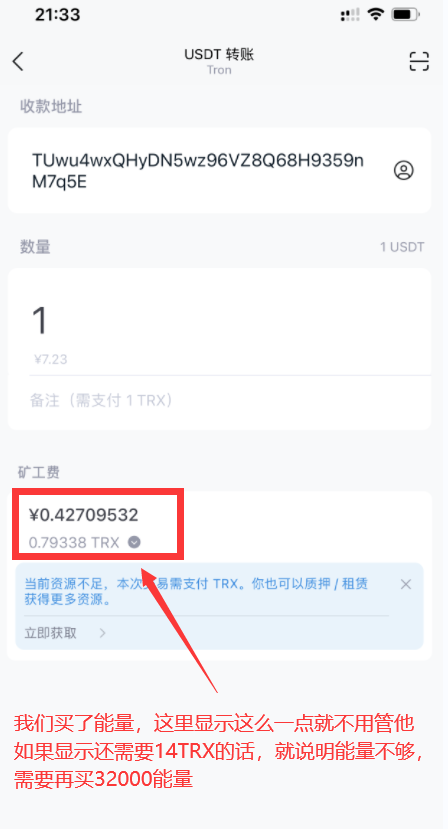 21:33
USDT 转账
Tron
收款地址
TUwu4wxQHyDN5wz96VZ8Q68H9359n
M7q5E
数量
1 USDT
1
¥7.23
备注（需支付 1 TRX）
矿工费
¥0.42709532
0.79338 TRX
当前资源不足，本次交易需支付 TRX。你也可以质押 / 租赁
获得更多资源。
立即获取
我们买了能量，这里显示这么一点就不用管他
如果显示还需要14TRX的话，就说明能量不够，
需要再买32000能量